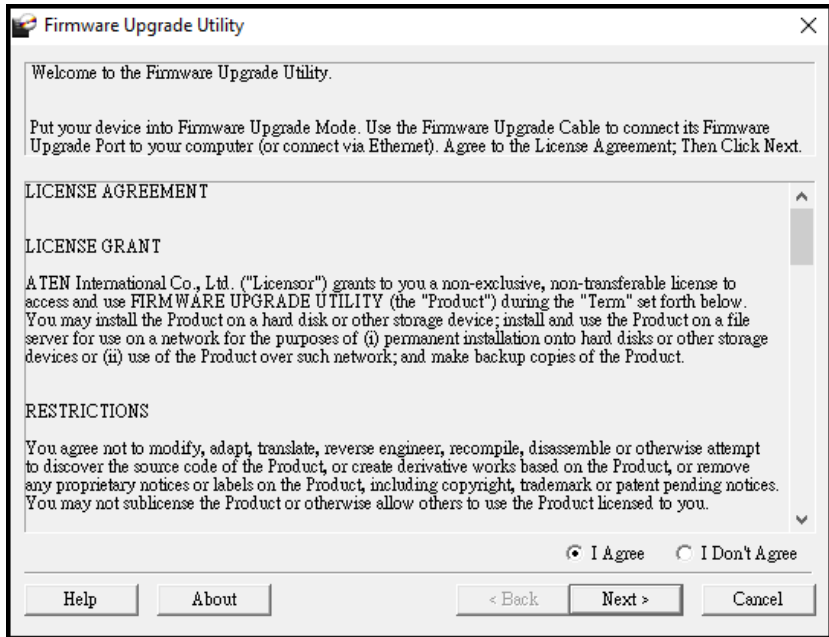 Firmware Upgrade Utility
Welcome to the Firmware Upgrade Utility.
Put your device into Firmware Upgrade Mode. Use the Firmware Upgrade Cable to connect its Firmware
Upgrade Port to your computer (or connect via Ethernet). Agree to the License Agreement; Then Click Next.
LICENSE AGREEMENT
LICENSE GRANT
ATEN International Co., Ltd. ("Licensor") grants to you a non-exclusive, non-transferable license to
access and use FIRMWARE UPGRADE UTILITY (the "Product") during the "Term" set forth below.
You may install the Product on a hard disk or other storage device; install and use the Product on a file
server for use on a network for the purposes of (i) permanent installation onto hard disks or other storage
devices or (ii) use of the Product over such network; and make backup copies of the Product.
RESTRICTIONS
You agree not to modify, adapt, translate, reverse engineer, recompile, disassemble or otherwise attempt
to discover the source code of the Product, or create derivative works based on the Product, or remove
any proprietary notices or labels on the Product, including copyright, trademark or patent pending notices.
You may not sublicense the Product or otherwise allow others to use the Product licensed to you.
I Agree I Don't Agree
Help About < Back Next > Cancel